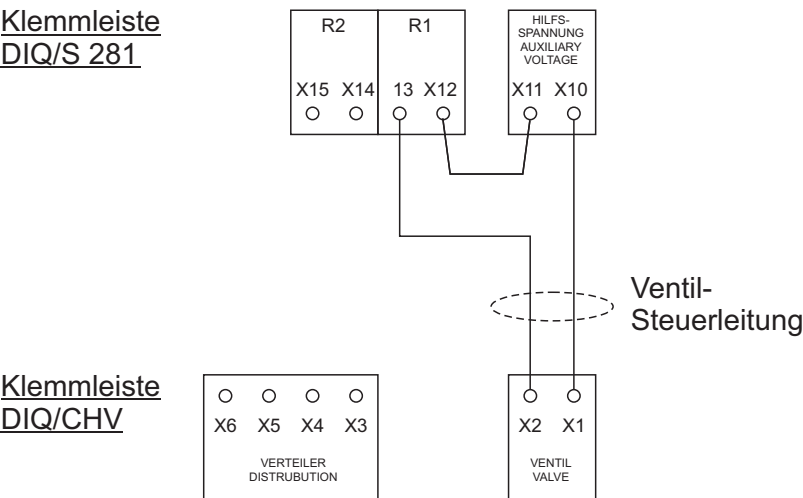 Klemmleiste
DIQ/S 281
R2
R1
HILFS-
SPANNUNG
AUXILIARY
VOLTAGE
X15 X14 13 X12 X11 X10
Ventil-
Steuerleitung
Klemmleiste
DIQ/CHV
X6 X5 X4 X3
VERTEILER
DISTRUBUTION
X2 X1
VENTIL
VALVE